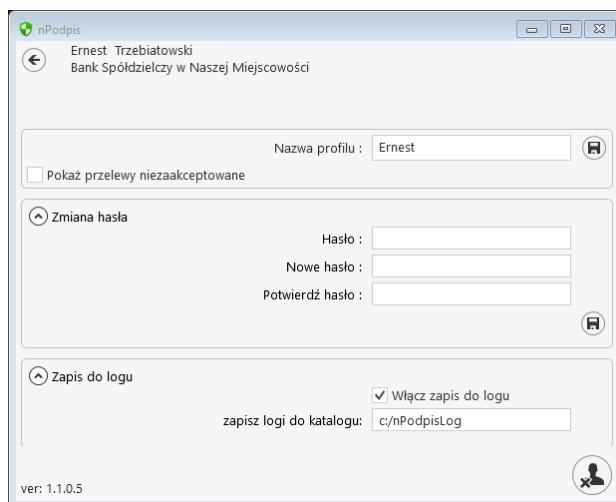 nPodpis
Ernest Trzebiatowski
Bank Spółdzielczy w Naszej Miejscowości
Nazwa profilu : Ernest
Pokaż przelewy niezaakceptowane
Zmiana hasła
Hasło :
Nowe hasło :
Potwierdź hasło :
Zapis do logu
Włącz zapis do logu
zapisz logi do katalogu: c:/nPodpisLog
ver: 1.1.0.5